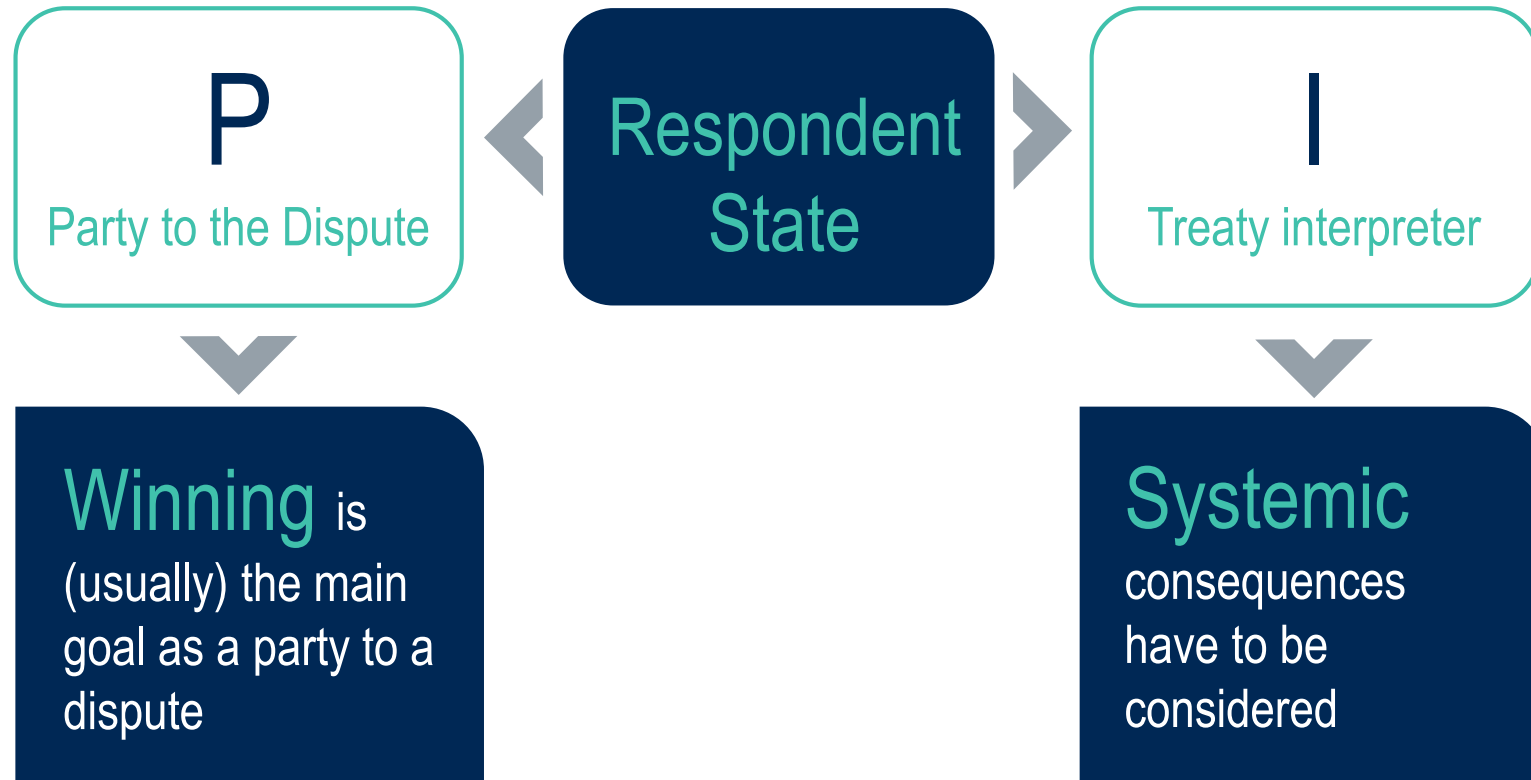 P
Party to the Dispute
Respondent
State
I
Treaty interpreter
Winning is
(usually) the main
goal as a party to a
dispute
Systemic
consequences
have to be
considered